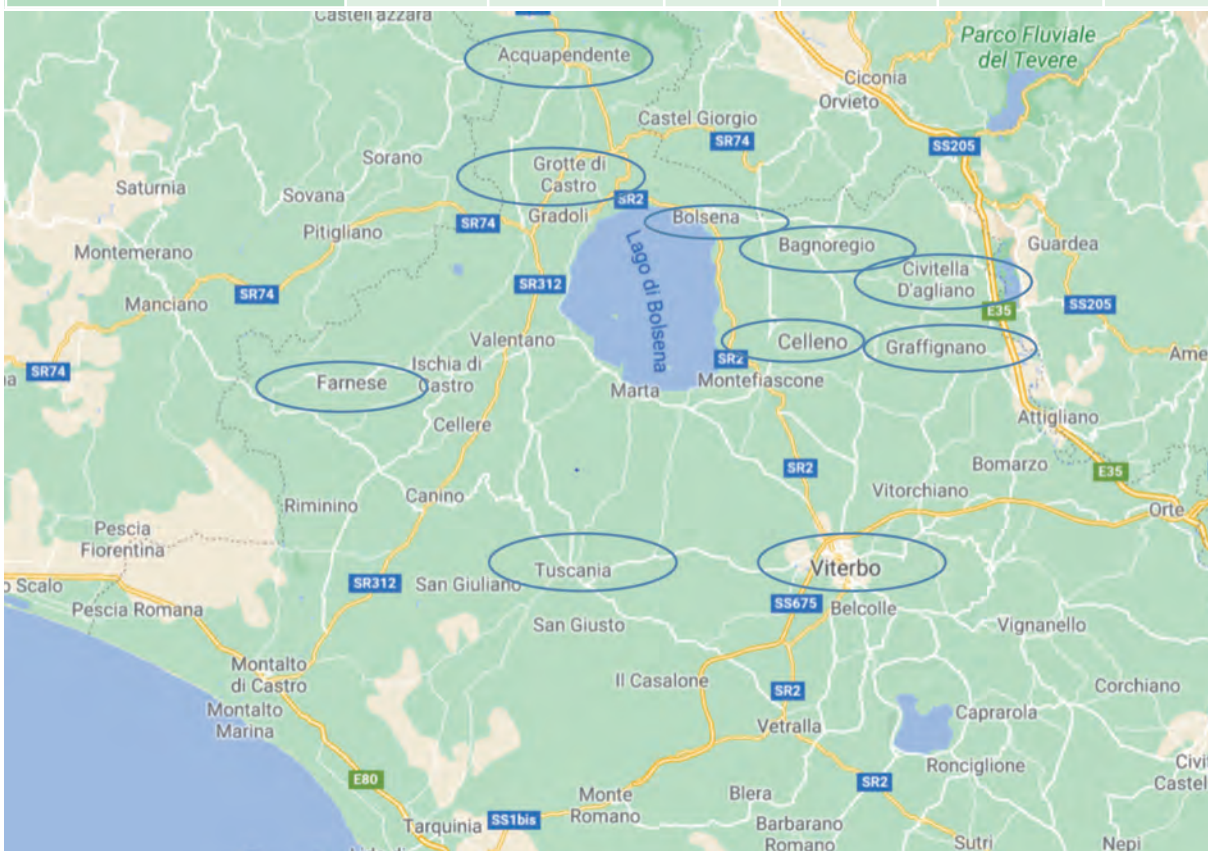 Castell'azzara
Acquapendente
Parco Fluviale
del Tevere
Ciconia
Orvieto
Castel Giorgio
SR74
SS205
Sorano
Grotte di
Castro
Saturnia
Sovana
SR2
Gradoli
Bolsena
SR74
Pitigliano
Montemerano
Bagnoregio
Guardea
Civitella
D'agliano
Lago di Bolsena
SR312
SR74
Manciano
E35
SS205
Valentano
Celleno
Graffignano
SR2
Ame
SR74
Ischia di
Castro
Farnese
Marta
Montefiascone
Attigliano
Cellere
SR2
Bomarzo
E35
Vitorchiano
Canino
Riminino
Orte
Pescia
Fiorentina
Tuscania
Viterbo
o Scalo
SR312
San Giuliano
Pescia Romana
SS675
Belcolle
San Giusto
Vignanello
Montalto
di Castro
Il Casalone
SR2
Corchiano
Montalto
Marina
Caprarola
Vetralla
Ronciglione
Civi
Castel
E80
SR2
Monte
Romano
Blera
Tarquinia
SS1bis
Barbarano
Romano
Sutri
Nepi